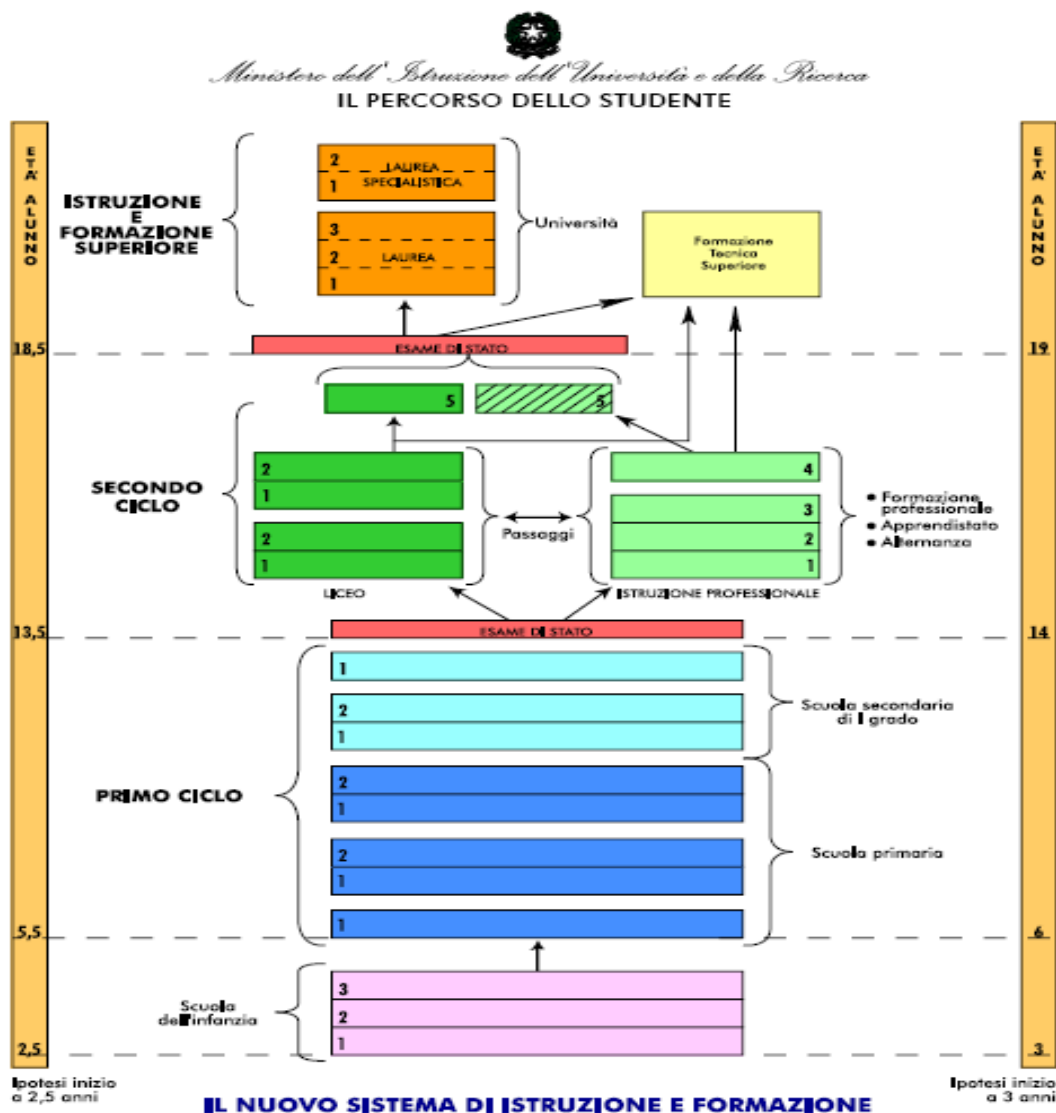 Ministero dell'Istruzione dell'Università e della Ricerca
IL PERCORSO DELLO STUDENTE
ETA' ALUNNO
ETA' ALUNNO
2
LAUREA
SPECIALISTICA
1
ISTRUZIONE
E
FORMAZIONE
SUPERIORE
Università
3
2
LAUREA
1
Formazione
Tecnica
Superiore
18,5
ESAME DI STATO
19
5
5
SECONDO
CICLO
2
1
2
1
LICEO
Passaggi
4
3
2
1
ISTRUZIONE PROFESSIONALE
• Formazione
professionale
• Apprendistato
• Alternanza
13,5
ESAME DI STATO
14
PRIMO CICLO
1
2
1
Scuola secondaria
di I grado
2
1
2
1
1
Scuola primaria
5,5
6
Scuola
dell'infanzia
3
2
1
2,5
3
Ipotesi inizio
a 2,5 anni
Ipotesi inizio
a 3 anni
IL NUOVO SISTEMA DI ISTRUZIONE E FORMAZIONE